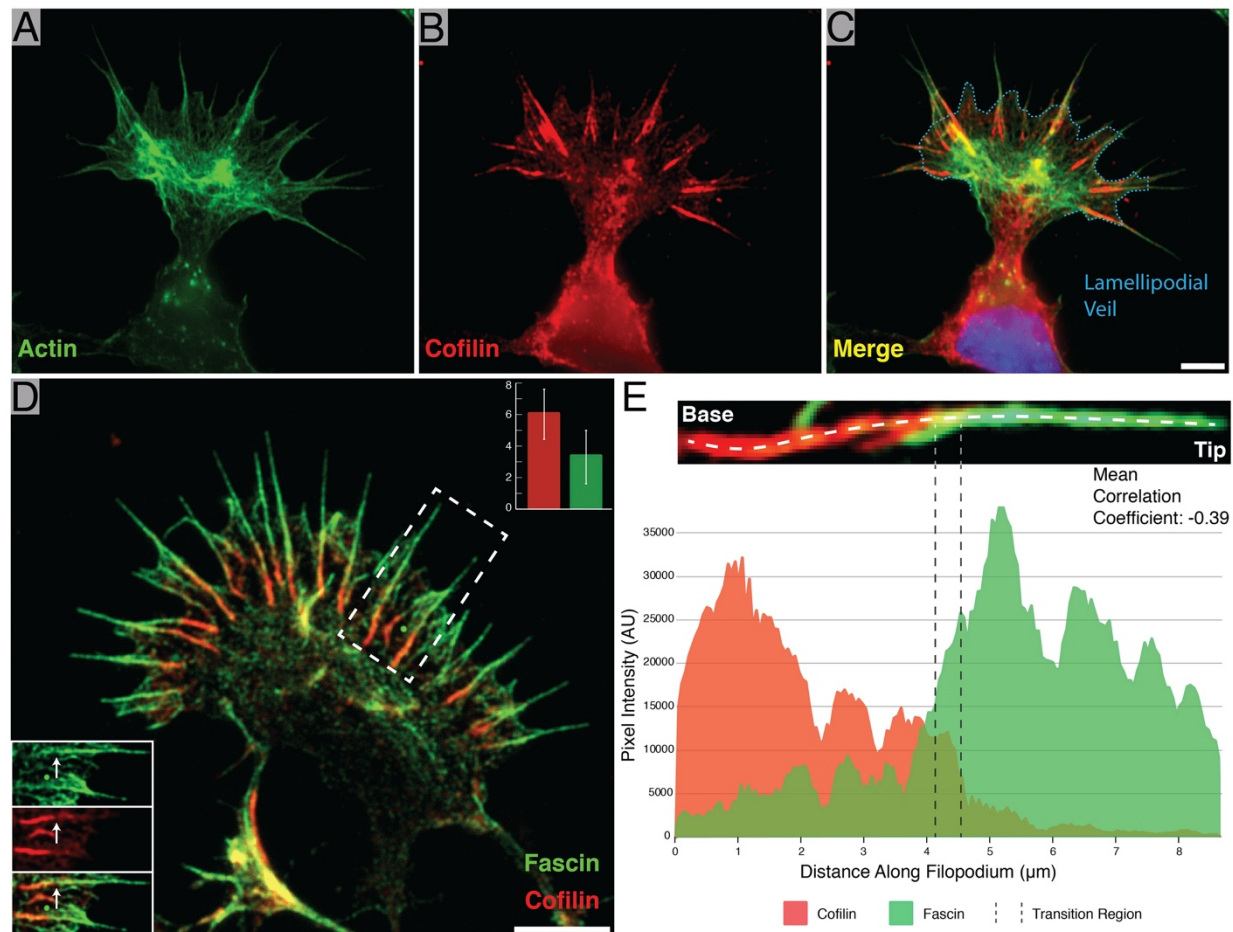 A
B
C
Actin
Cofilin
Merge
Lamellipodial
Veil
D
8
6
4
2
0
Fascin
Cofilin
E
Base
Tip
Mean
Correlation
Coefficient: -0.39
Pixel Intensity (AU)
35000
30000
25000
20000
15000
10000
5000
0
0 1 2 3 4 5 6 7 8
Distance Along Filopodium (μm)
Cofilin Fascin Transition Region